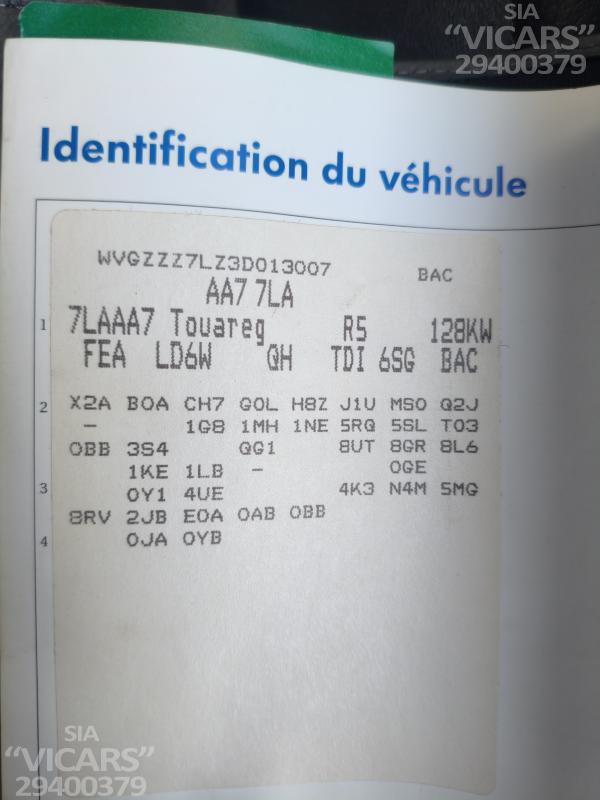 SIA
“VICARS”
29400379
Identification du véhicule
WVGZZZ7LZ3D013007 BAC
AA7 7LA
1 7LAAA7 Touareg R5 128KW
FEA LD6W QH TDI 6SG BAC
2 X2A B0A CH7 G0L H8Z J1U MS0 Q2J
- 1G8 1MH 1NE 5RQ 5SL T03
0BB 3S4 QG1 8UT 8GR 8L6
1KE 1LB - 0GE
3 0Y1 4UE 4K3 N4M 5MG
8RV 2JB E0A 0AB 0BB
4 0JA 0YB
SIA
“VICARS”
29400379